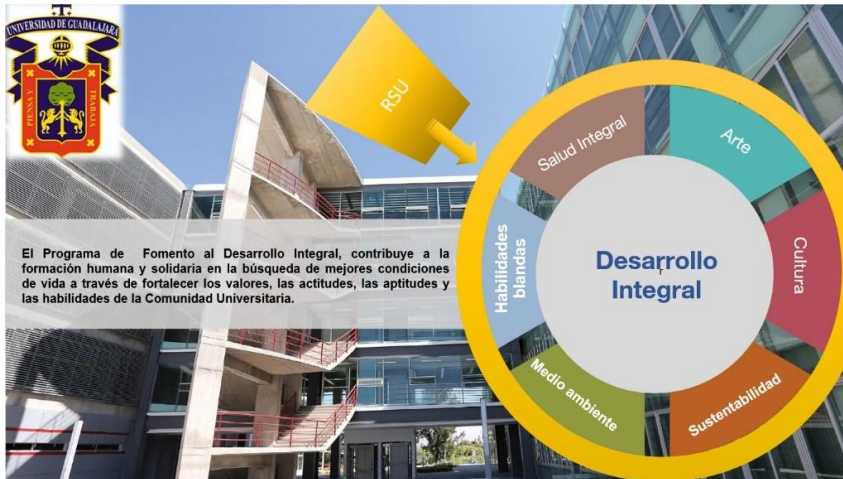 UNIVERSIDAD DE GUADALAJARA
PIENSA Y
TRABAJA
RSU
El Programa de Fomento al Desarrollo Integral, contribuye a la
formación humana y solidaria en la búsqueda de mejores condiciones
de vida a través de fortalecer los valores, las actitudes, las aptitudes y
las habilidades de la Comunidad Universitaria.
Salud Integral
Arte
Cultura
Sustentabilidad
Medio ambiente
Habilidades
blandas
Desarrollo
Integral